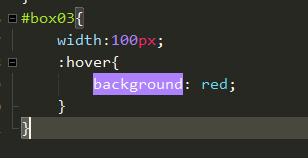 #box03{
width:100px;
:hover{
background: red;
}
}